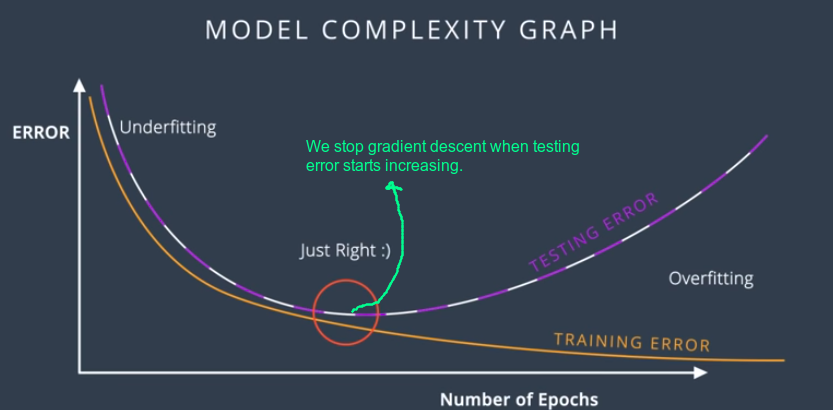 MODEL COMPLEXITY GRAPH
ERROR
Underfitting
We stop gradient descent when testing
error starts increasing.
Just Right :)
TESTING ERROR
Overfitting
TRAINING ERROR
Number of Epochs